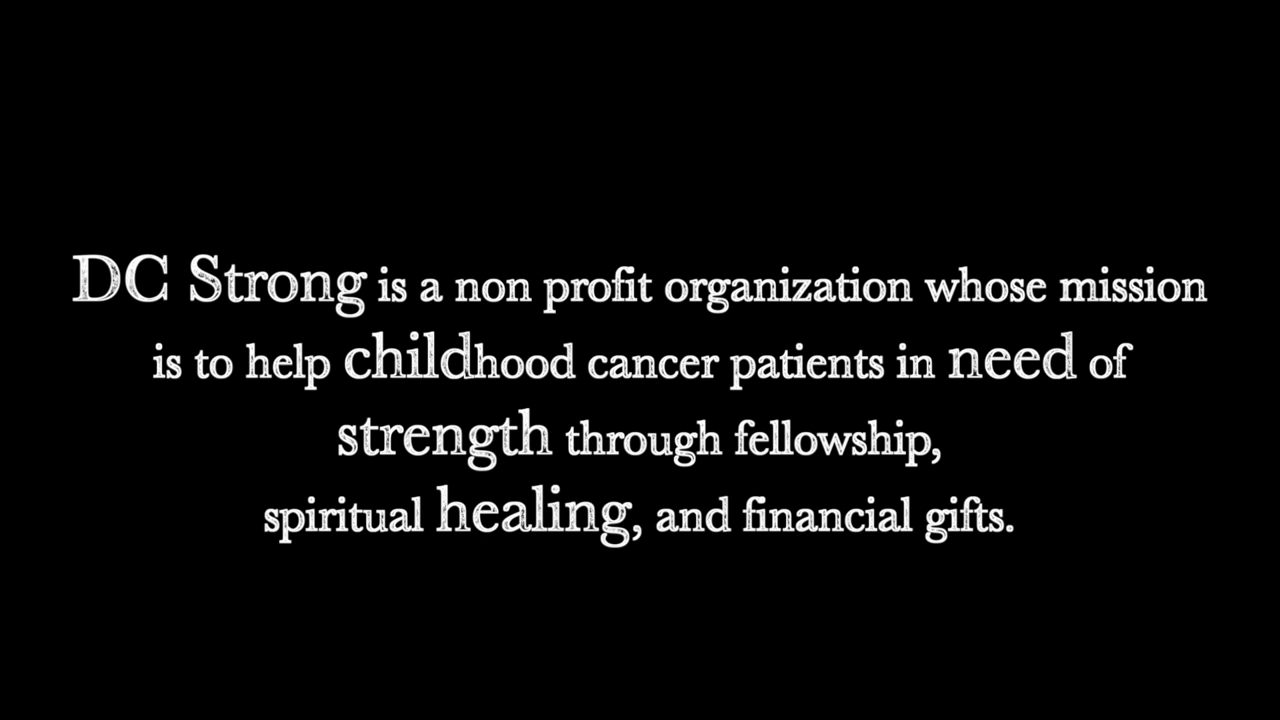 DC Strong is a non profit organization whose mission
is to help childhood cancer patients in need of
strength through fellowship,
spiritual healing, and financial gifts.